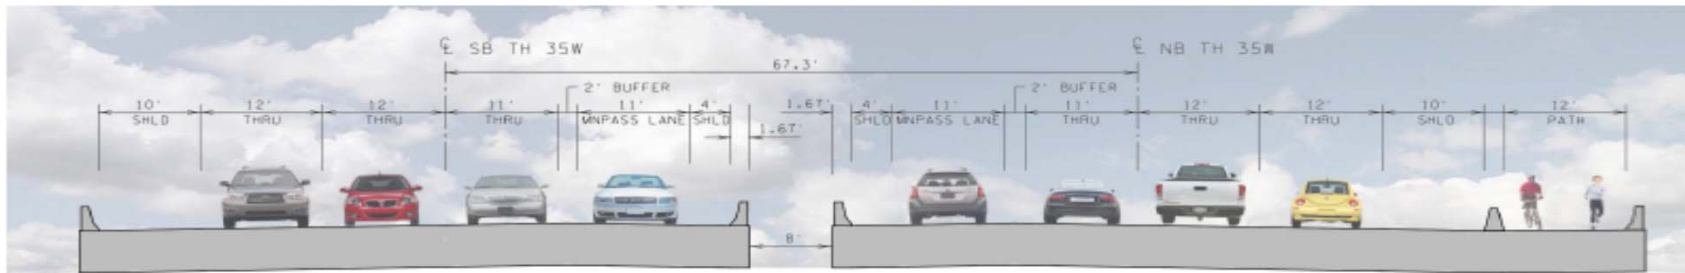 ℄ SB TH 35W
℄ NB TH 35W
67.3'
2' BUFFER
2' BUFFER
10' 12' 12' 11' 11' 4' 1.67' 4' 11' 11' 12' 12' 10' 12'
SHLD THRU THRU THRU MNPASS LANE SHLD SHLD MNPASS LANE THRU THRU THRU SHLD PATH
1.67'
8'